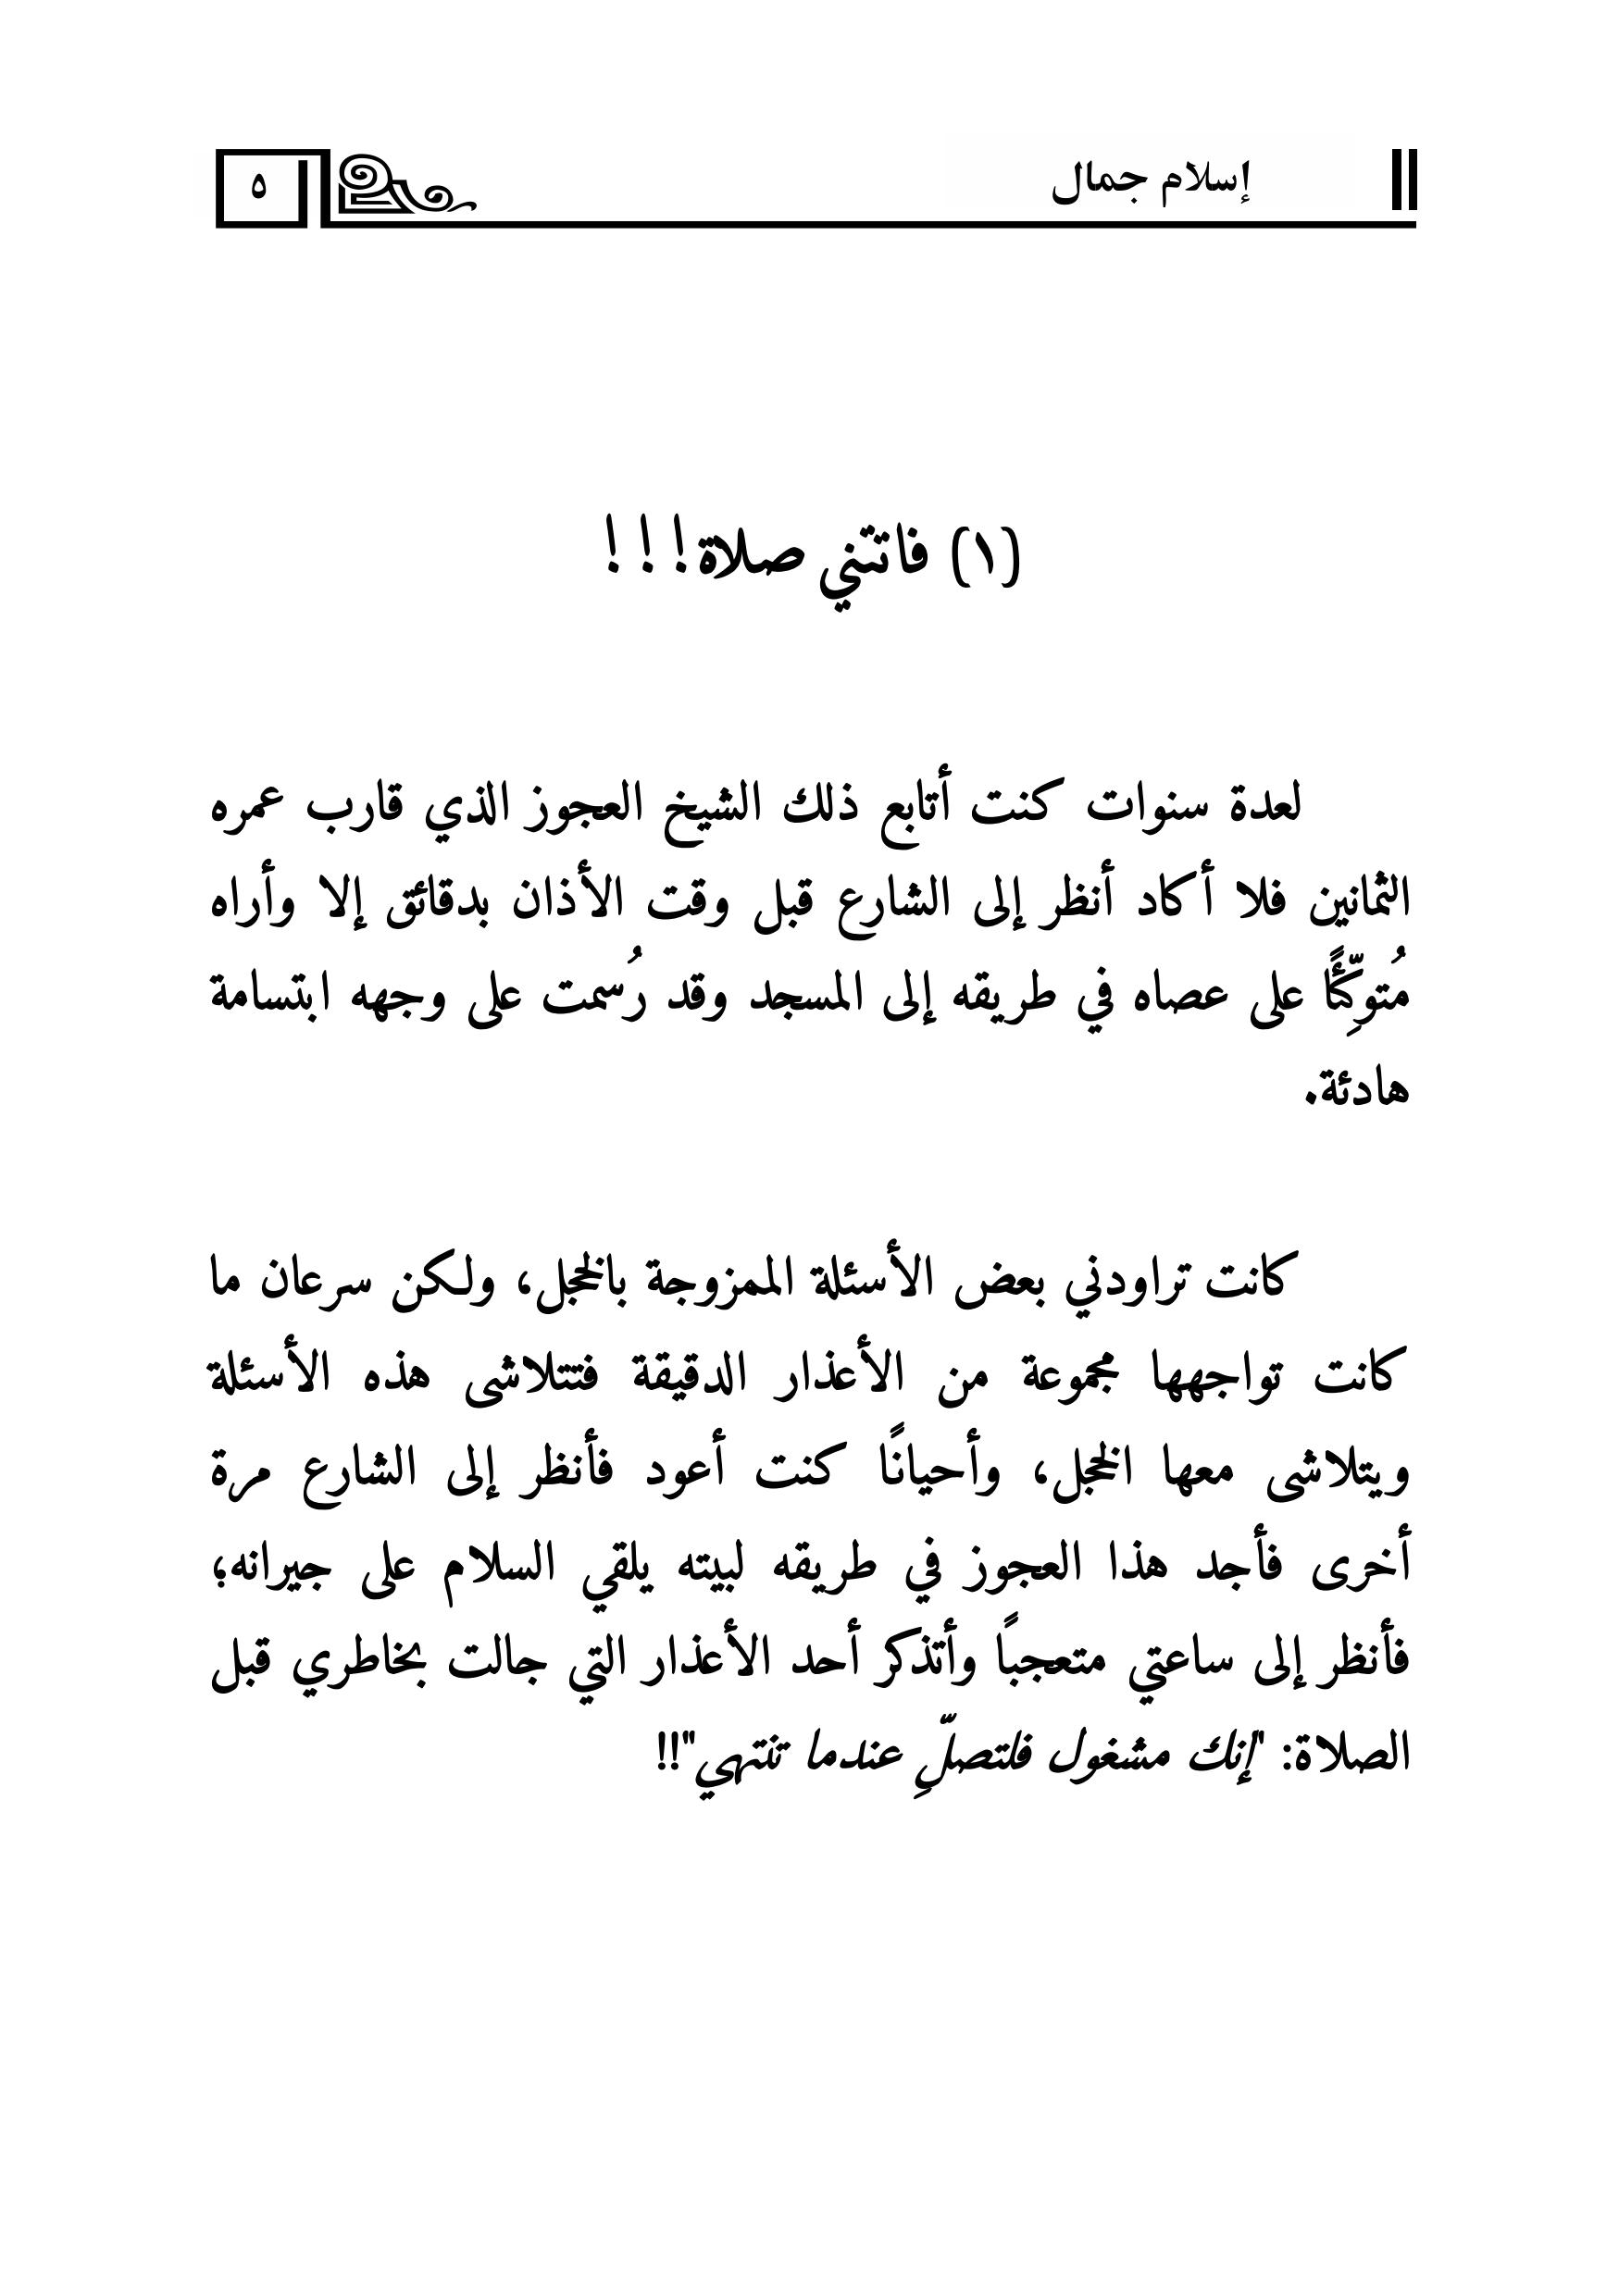 إسلام جمال
٥
(١) فاتتني صلاة!!!
لعدة سنوات كنت أتابع ذلك الشيخ العجوز الذي قارب عمره
الثمانين فلا أكاد أنظر إلى الشارع قبل وقت الأذان بدقائق إلا وأراه
مُتوكِّئًا على عصاه في طريقه إلى المسجد وقد رُسمت على وجهه ابتسامة
هادئة.
كانت تراودني بعض الأسئلة الممزوجة بالخجل، ولكن سرعان ما
كانت تواجهها مجموعة من الأعذار الدقيقة فتتلاشى هذه الأسئلة
ويتلاشى معها الخجل، وأحيانًا كنت أعود فأنظر إلى الشارع مرة
أخرى فأجد هذا العجوز في طريقه لبيته يلقي السلام على جيرانه؛
فأنظر إلى ساعتي متعجبًا وأتذكر أحد الأعذار التي جالت بخاطري قبل
الصلاة: "إنك مشغول فلتصلِّ عندما تنتهي"!!